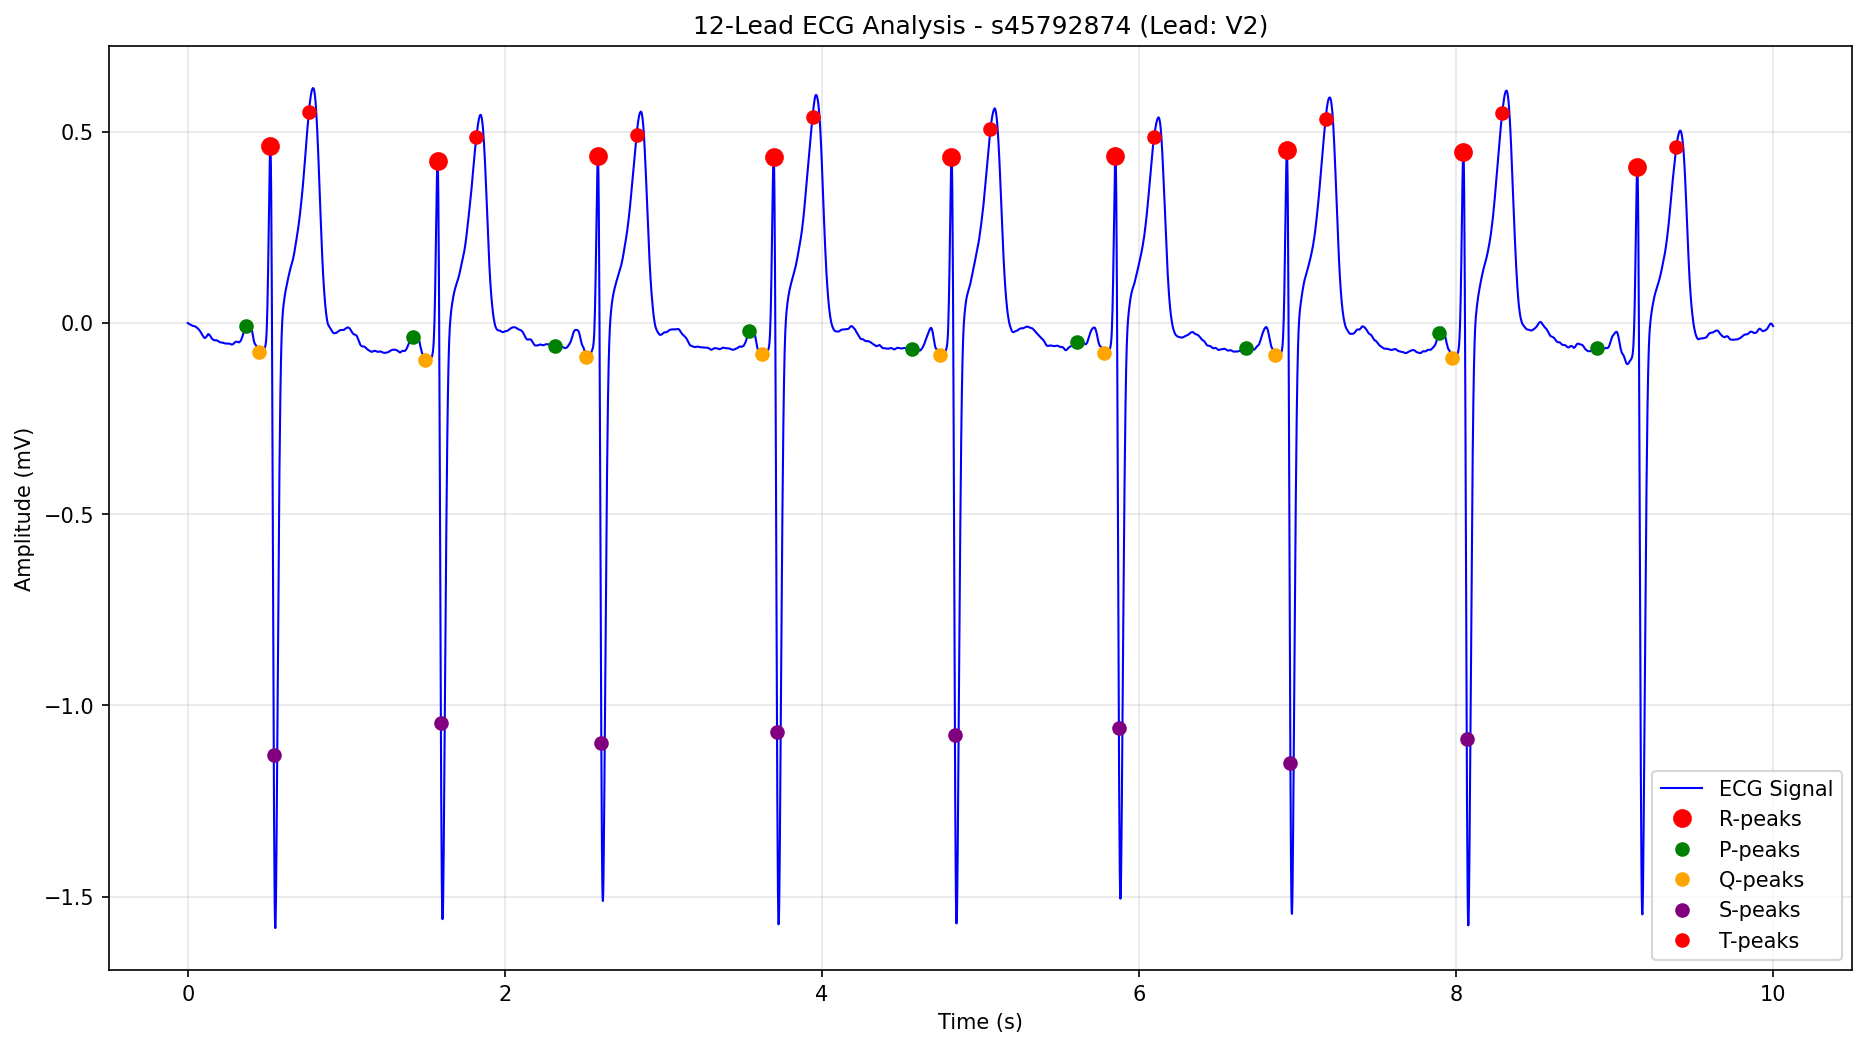 12-Lead ECG Analysis - s45792874 (Lead: V2)
Amplitude (mV)
0.5
0.0
−0.5
−1.0
−1.5
0
2
4
6
8
10
Time (s)
ECG Signal
R-peaks
P-peaks
Q-peaks
S-peaks
T-peaks